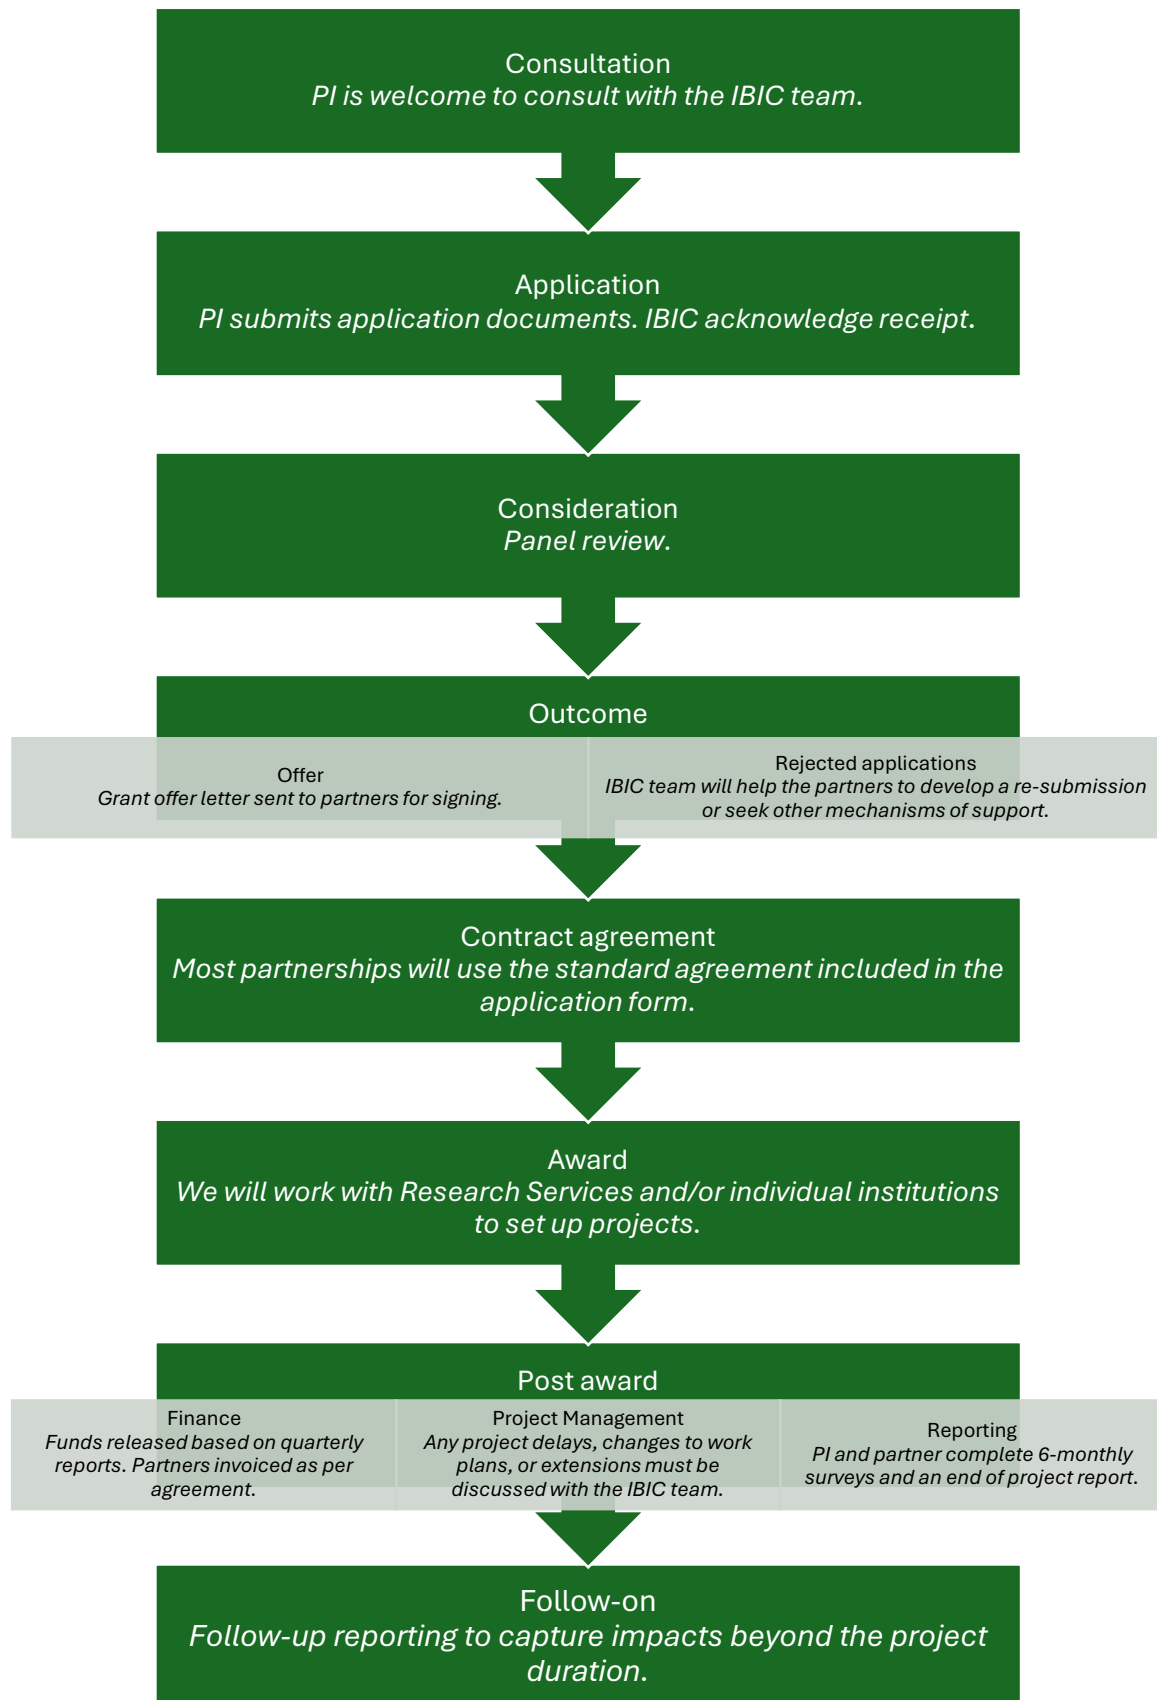 Consultation
PI is welcome to consult with the IBIC team.
Application
PI submits application documents. IBIC acknowledge receipt.
Consideration
Panel review.
Outcome
Offer
Grant offer letter sent to partners for signing.
Rejected applications
IBIC team will help the partners to develop a re-submission
or seek other mechanisms of support.
Contract agreement
Most partnerships will use the standard agreement included in the
application form.
Award
We will work with Research Services and/or individual institutions
to set up projects.
Post award
Finance
Funds released based on quarterly
reports. Partners invoiced as per
agreement.
Project Management
Any project delays, changes to work
plans, or extensions must be
discussed with the IBIC team.
Reporting
PI and partner complete 6-monthly
surveys and an end of project report.
Follow-on
Follow-up reporting to capture impacts beyond the project
duration.